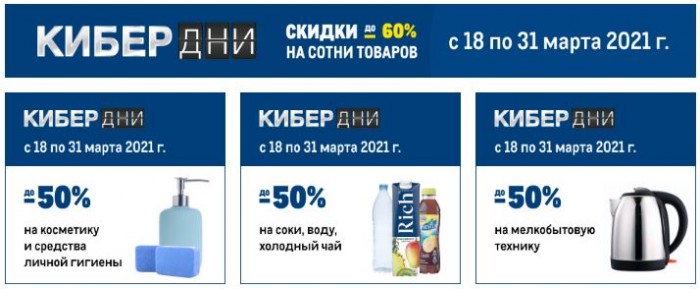 КИБЕР ДНИ
СКИДКИ до 60%
НА СОТНИ ТОВАРОВ
с 18 по 31 марта 2021 г.
КИБЕР ДНИ
с 18 по 31 марта 2021 г.
до 50%
на косметику
и средства
личной гигиены
КИБЕР ДНИ
с 18 по 31 марта 2021 г.
до 50%
на соки, воду,
холодный чай
Rich
КИБЕР ДНИ
с 18 по 31 марта 2021 г.
до 50%
на мелкобытовую
технику